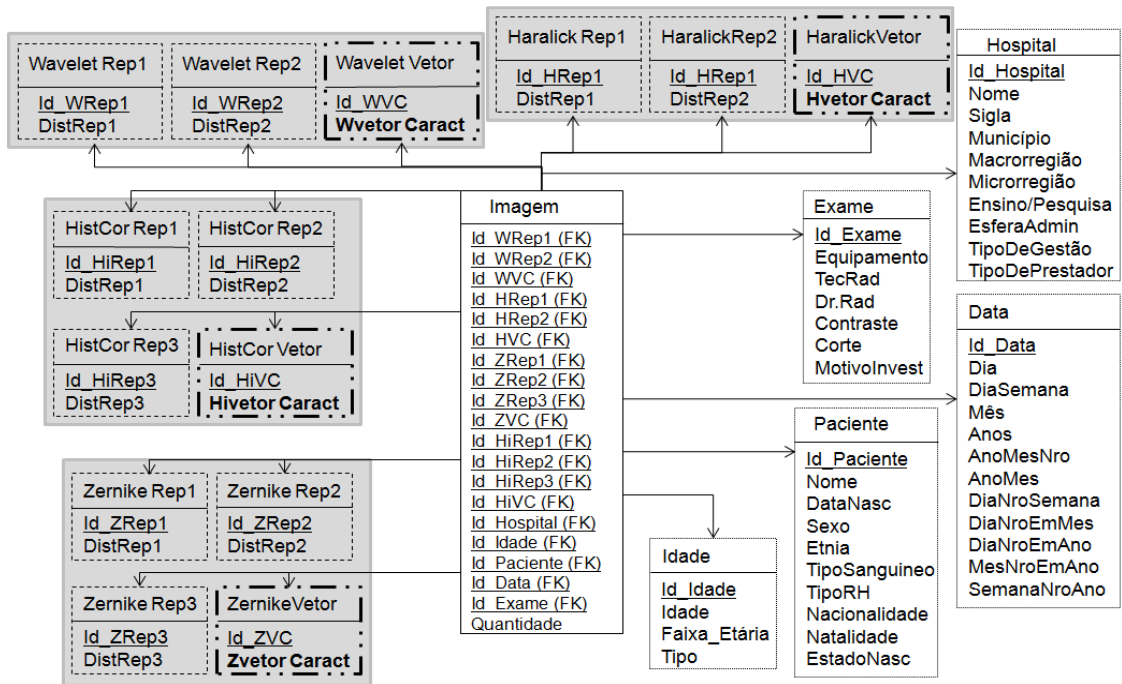 Wavelet Rep1
Id_WRep1
DistRep1
Wavelet Rep2
Id_WRep2
DistRep2
Wavelet Vetor
Id_WVC
Wvetor Caract
Haralick Rep1
Id_HRep1
DistRep1
HaralickRep2
Id_HRep1
DistRep2
HaralickVetor
Id_HVC
Hvetor Caract
Hospital
Id_Hospital
Nome
Sigla
Município
Macrorregião
Microrregião
Ensino/Pesquisa
EsferaAdmin
TipoDeGestão
TipoDePrestador
HistCor Rep1
Id_HiRep1
DistRep1
HistCor Rep2
Id_HiRep2
DistRep2
HistCor Rep3
Id_HiRep3
DistRep3
HistCor Vetor
Id_HiVC
Hivetor Caract
Imagem
Id_WRep1 (FK)
Id_WRep2 (FK)
Id_WVC (FK)
Id_HRep1 (FK)
Id_HRep2 (FK)
Id_HVC (FK)
Id_ZRep1 (FK)
Id_ZRep2 (FK)
Id_ZRep3 (FK)
Id_ZVC (FK)
Id_HiRep1 (FK)
Id_HiRep2 (FK)
Id_HiRep3 (FK)
Id_HiVC (FK)
Id_Hospital (FK)
Id_Idade (FK)
Id_Paciente (FK)
Id_Data (FK)
Id_Exame (FK)
Quantidade
Exame
Id_Exame
Equipamento
TecRad
Dr.Rad
Contraste
Corte
MotivoInvest
Data
Id_Data
Dia
DiaSemana
Mês
Anos
AnoMesNro
AnoMes
DiaNroSemana
DiaNroEmMes
DiaNroEmAno
MesNroEmAno
SemanaNroAno
Paciente
Id_Paciente
Nome
DataNasc
Sexo
Etnia
TipoSanguineo
TipoRH
Nacionalidade
Natalidade
EstadoNasc
Zernike Rep1
Id_ZRep1
DistRep1
Zernike Rep2
Id_ZRep2
DistRep2
Zernike Rep3
Id_ZRep3
DistRep3
ZernikeVetor
Id_ZVC
Zvetor Caract
Idade
Id_Idade
Idade
Faixa_Etária
Tipo